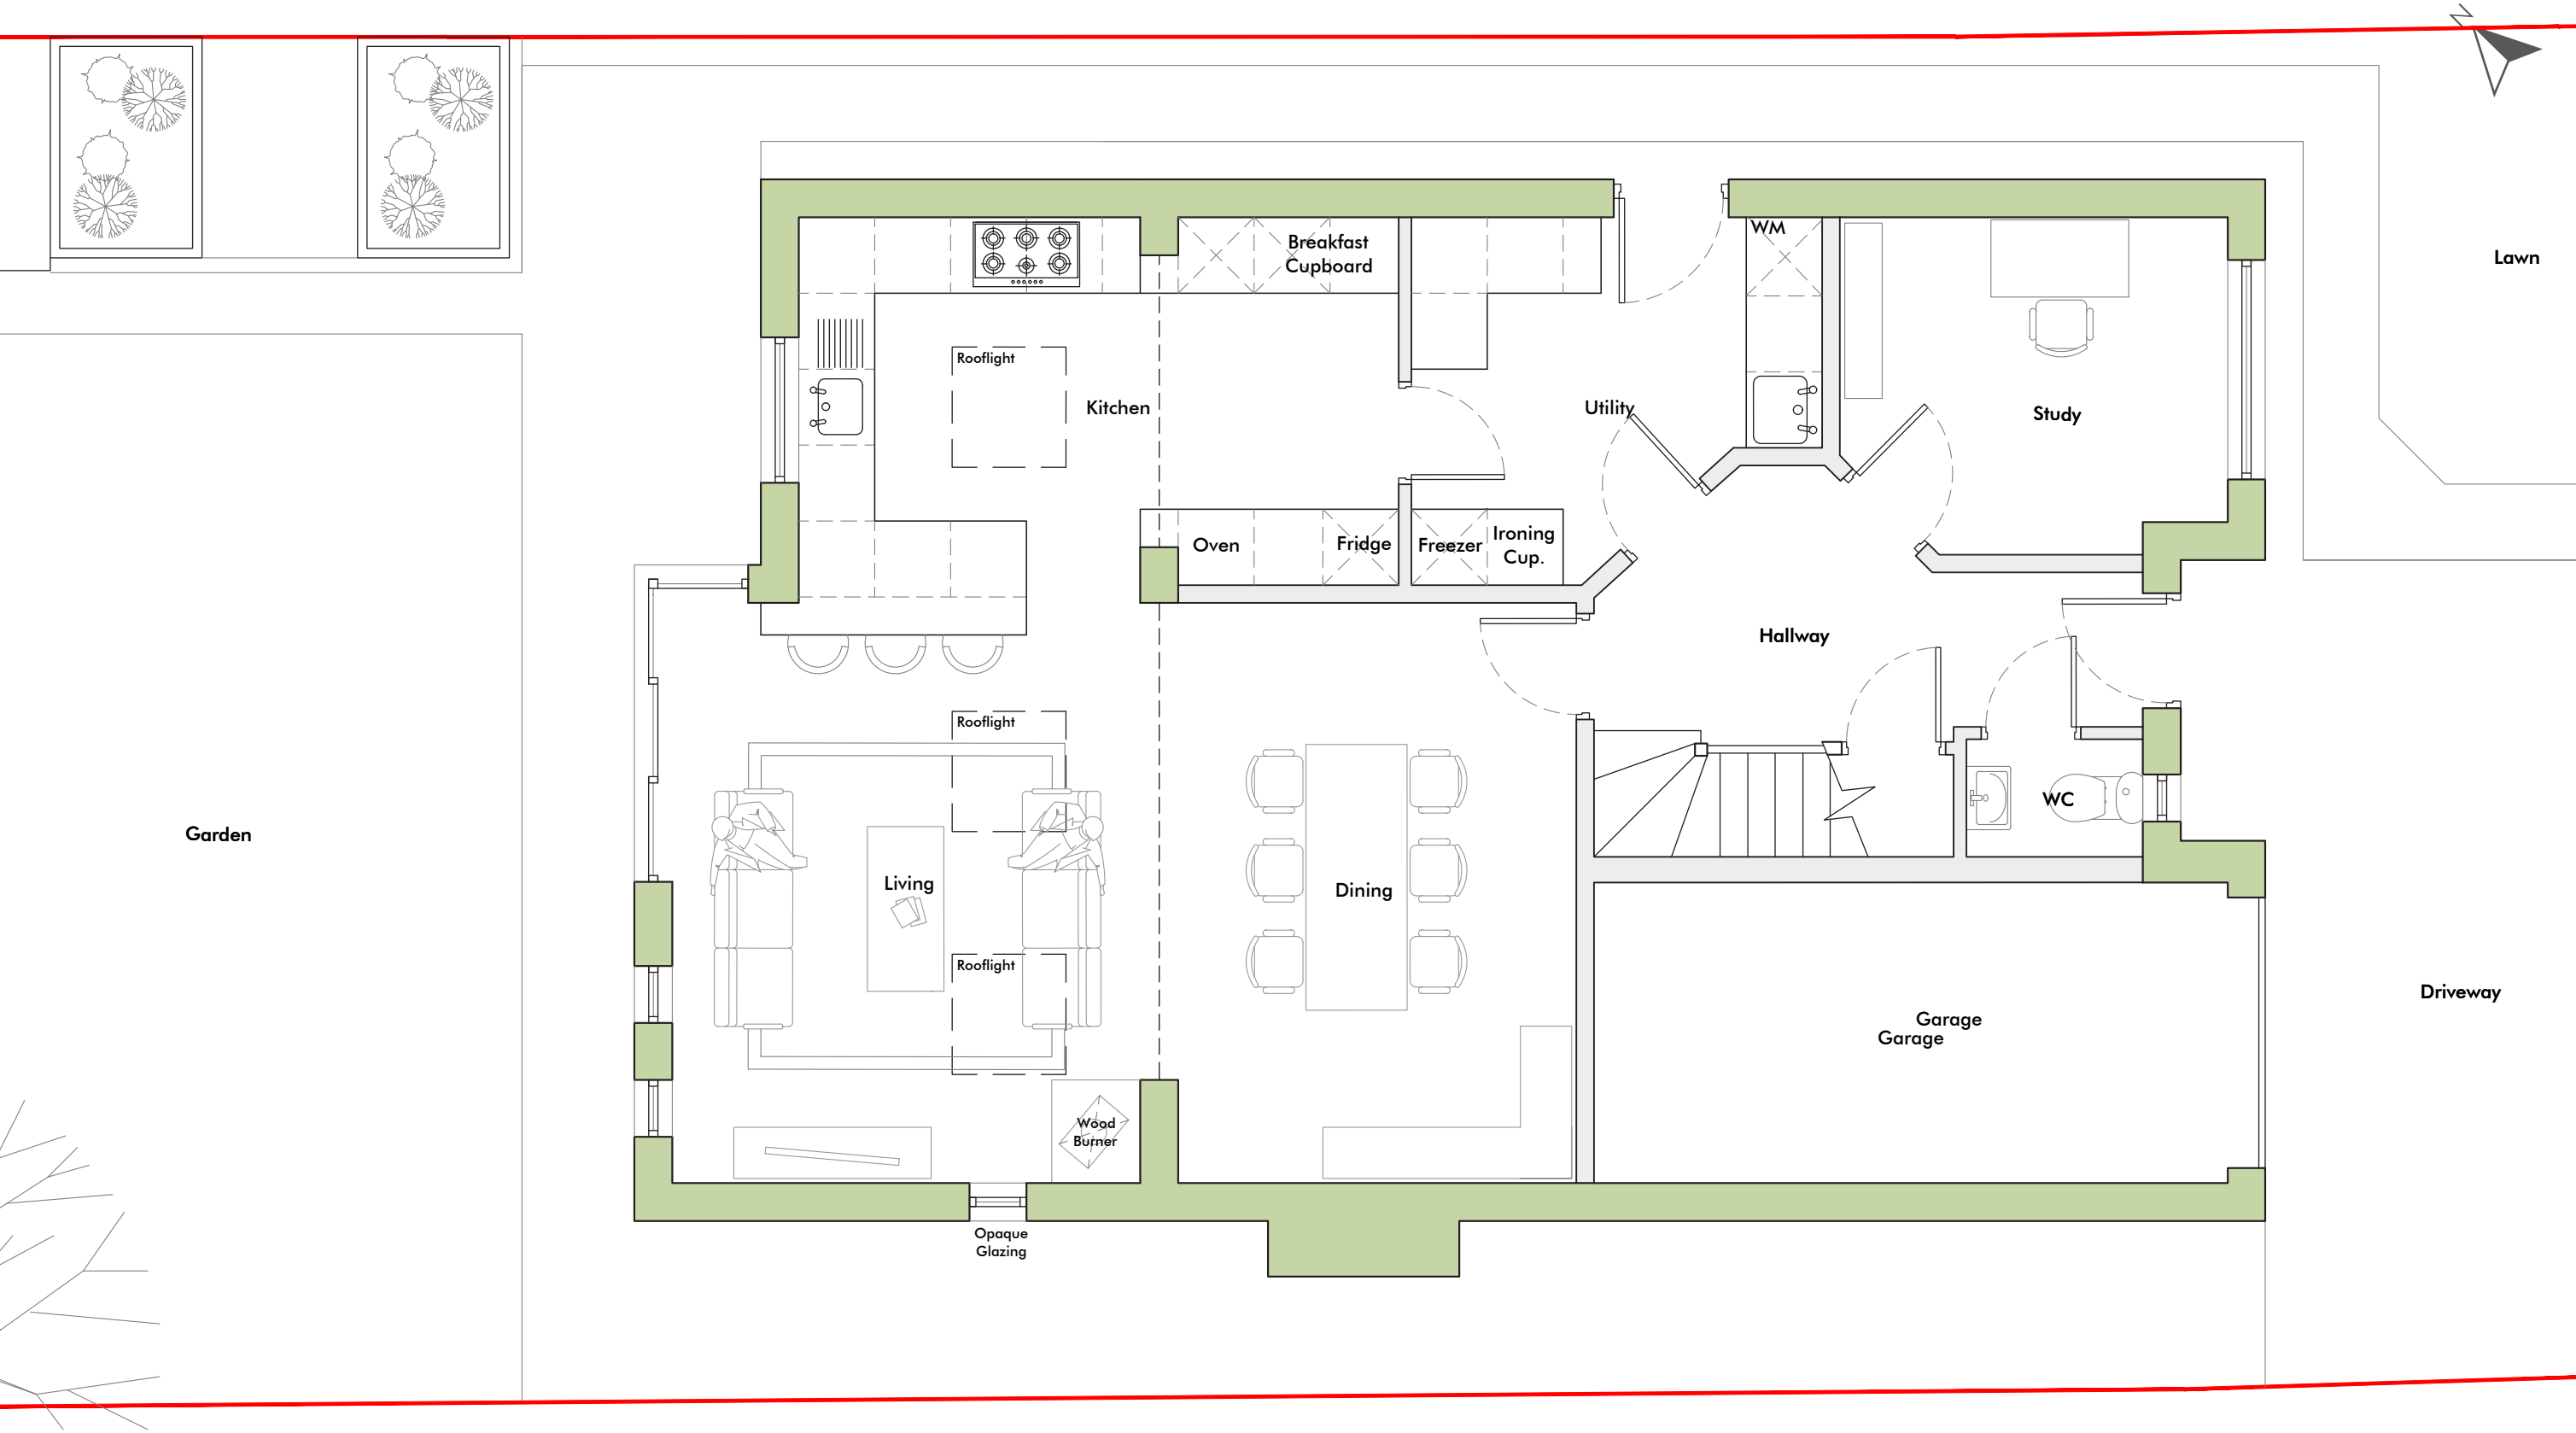 N
WM
Breakfast
Cupboard
Lawn
Rooflight
Kitchen
Utility
Study
Oven
Fridge
Freezer
Ironing
Cup.
Hallway
Rooflight
WC
Garden
Living
Dining
Rooflight
Driveway
Garage
Garage
Wood
Burner
Opaque
Glazing